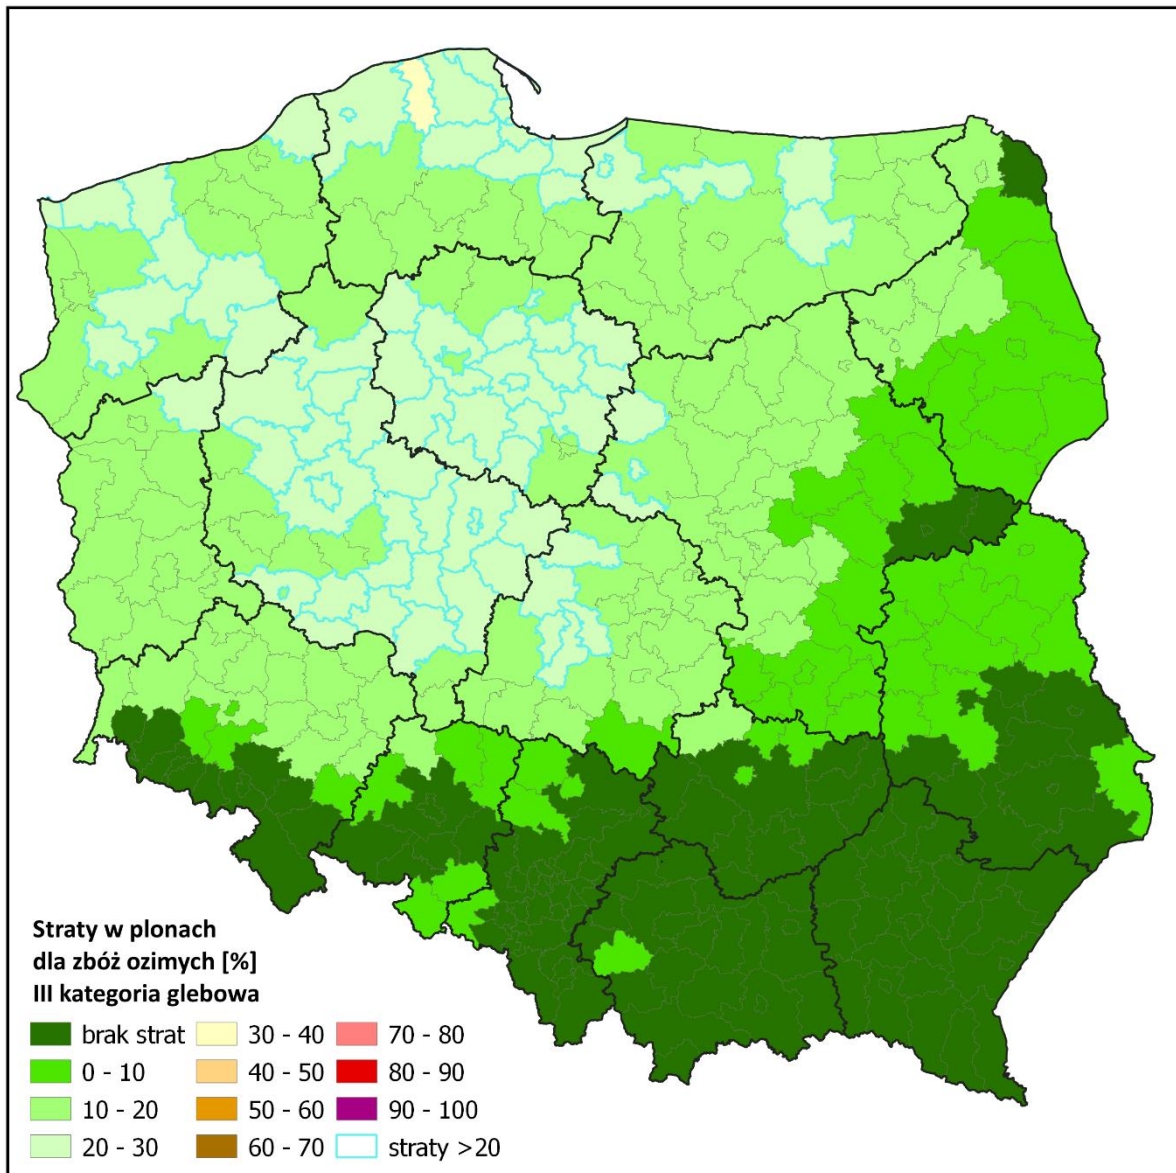 Straty w plonach
dla zbóż ozimych [%]
III kategoria glebowa
brak strat
0 - 10
10 - 20
20 - 30
30 - 40
40 - 50
50 - 60
60 - 70
70 - 80
80 - 90
90 - 100
straty >20